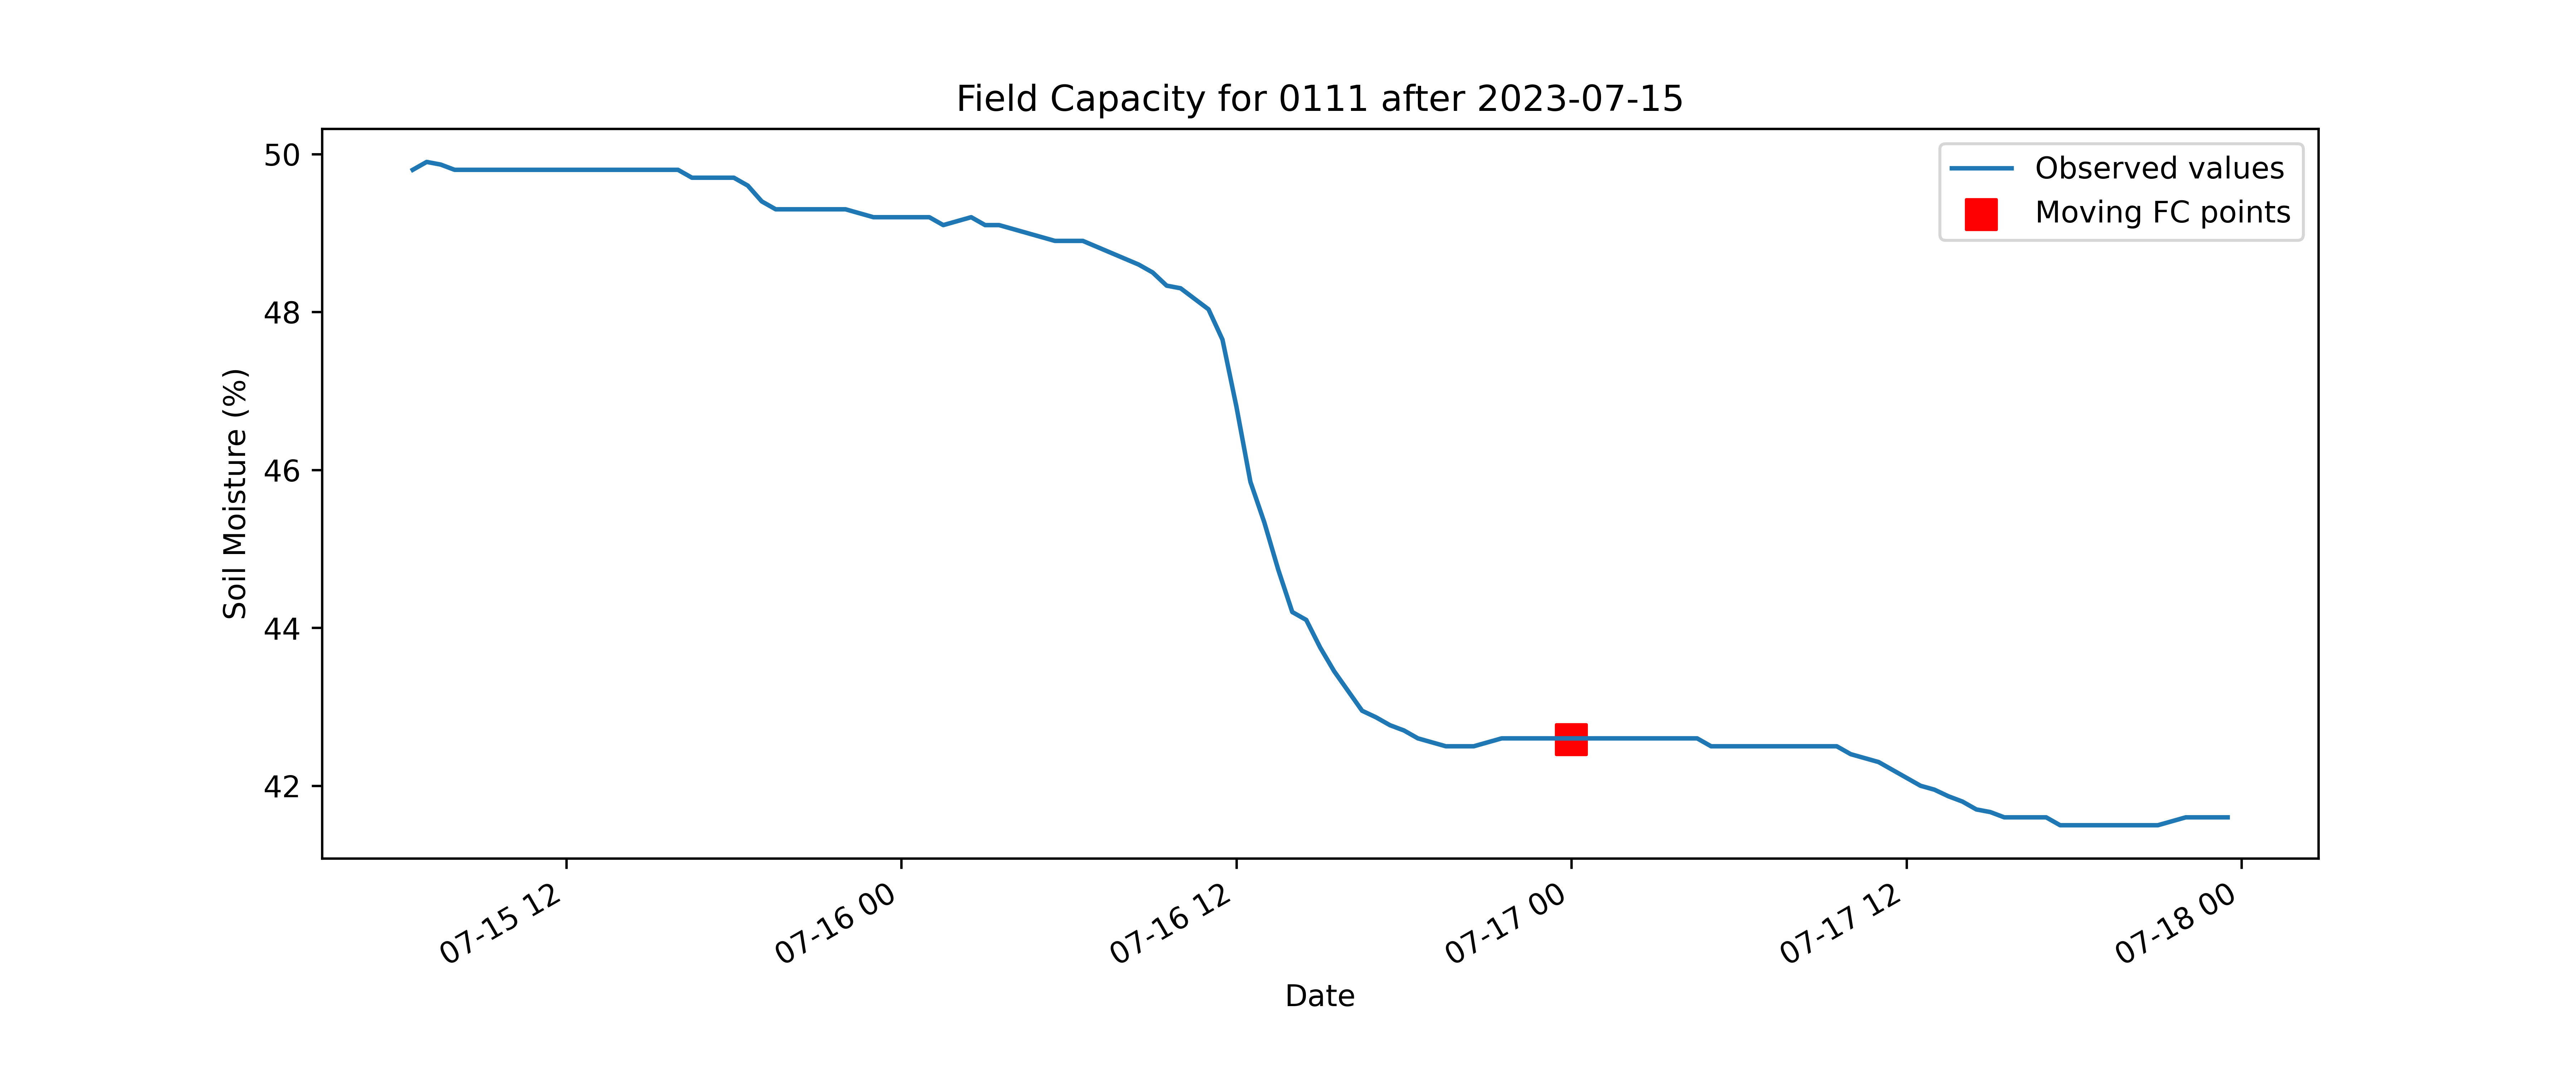 Field Capacity for 0111 after 2023-07-15
Observed values
Moving FC points
50
48
46
44
42
Soil Moisture (%)
07-15 12
07-16 00
07-16 12
07-17 00
07-17 12
07-18 00
Date